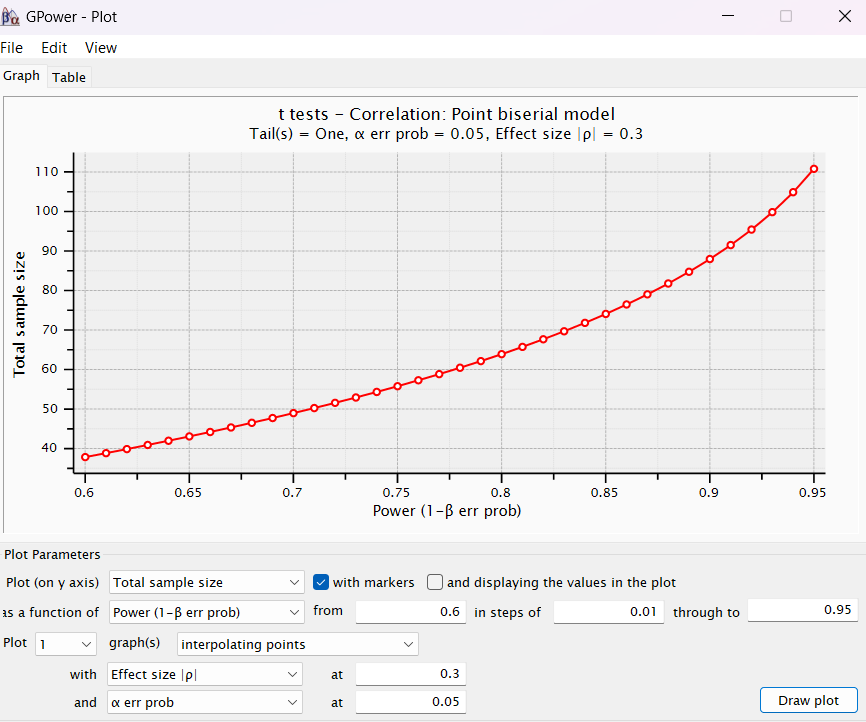 GPower - Plot
File Edit View
Graph Table
t tests - Correlation: Point biserial model
Tail(s) = One, α err prob = 0.05, Effect size |ρ| = 0.3
Total sample size
110
100
90
80
70
60
50
40
0.6 0.65 0.7 0.75 0.8 0.85 0.9 0.95
Power (1-β err prob)
Plot Parameters
Plot (on y axis) Total sample size with markers and displaying the values in the plot
as a function of Power (1-β err prob) from 0.6 in steps of 0.01 through to 0.95
Plot 1 graph(s) interpolating points
with Effect size |ρ| at 0.3
and α err prob at 0.05
Draw plot